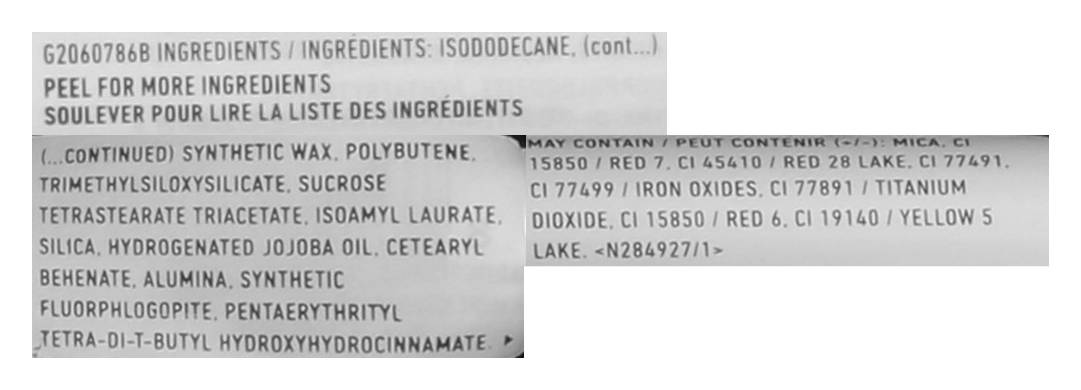 G2060786B INGREDIENTS / INGRÉDIENTS: ISODODECANE, (cont...)
PEEL FOR MORE INGREDIENTS
SOULEVER POUR LIRE LA LISTE DES INGRÉDIENTS
(...CONTINUED) SYNTHETIC WAX, POLYBUTENE,
TRIMETHYLSILOXYSILICATE, SUCROSE
TETRASTEARATE TRIACETATE, ISOAMYL LAURATE,
SILICA, HYDROGENATED JOJOBA OIL, CETEARYL
BEHENATE, ALUMINA, SYNTHETIC
FLUORPHLOGOPITE, PENTAERYTHRITYL
TETRA-DI-T-BUTYL HYDROXYHYDROCINNAMATE.
MAY CONTAIN / PEUT CONTENIR (+/-): MICA, CI
15850 / RED 7, CI 45410 / RED 28 LAKE, CI 77491,
CI 77499 / IRON OXIDES, CI 77891 / TITANIUM
DIOXIDE, CI 15850 / RED 6, CI 19140 / YELLOW 5
LAKE. <N284927/1>